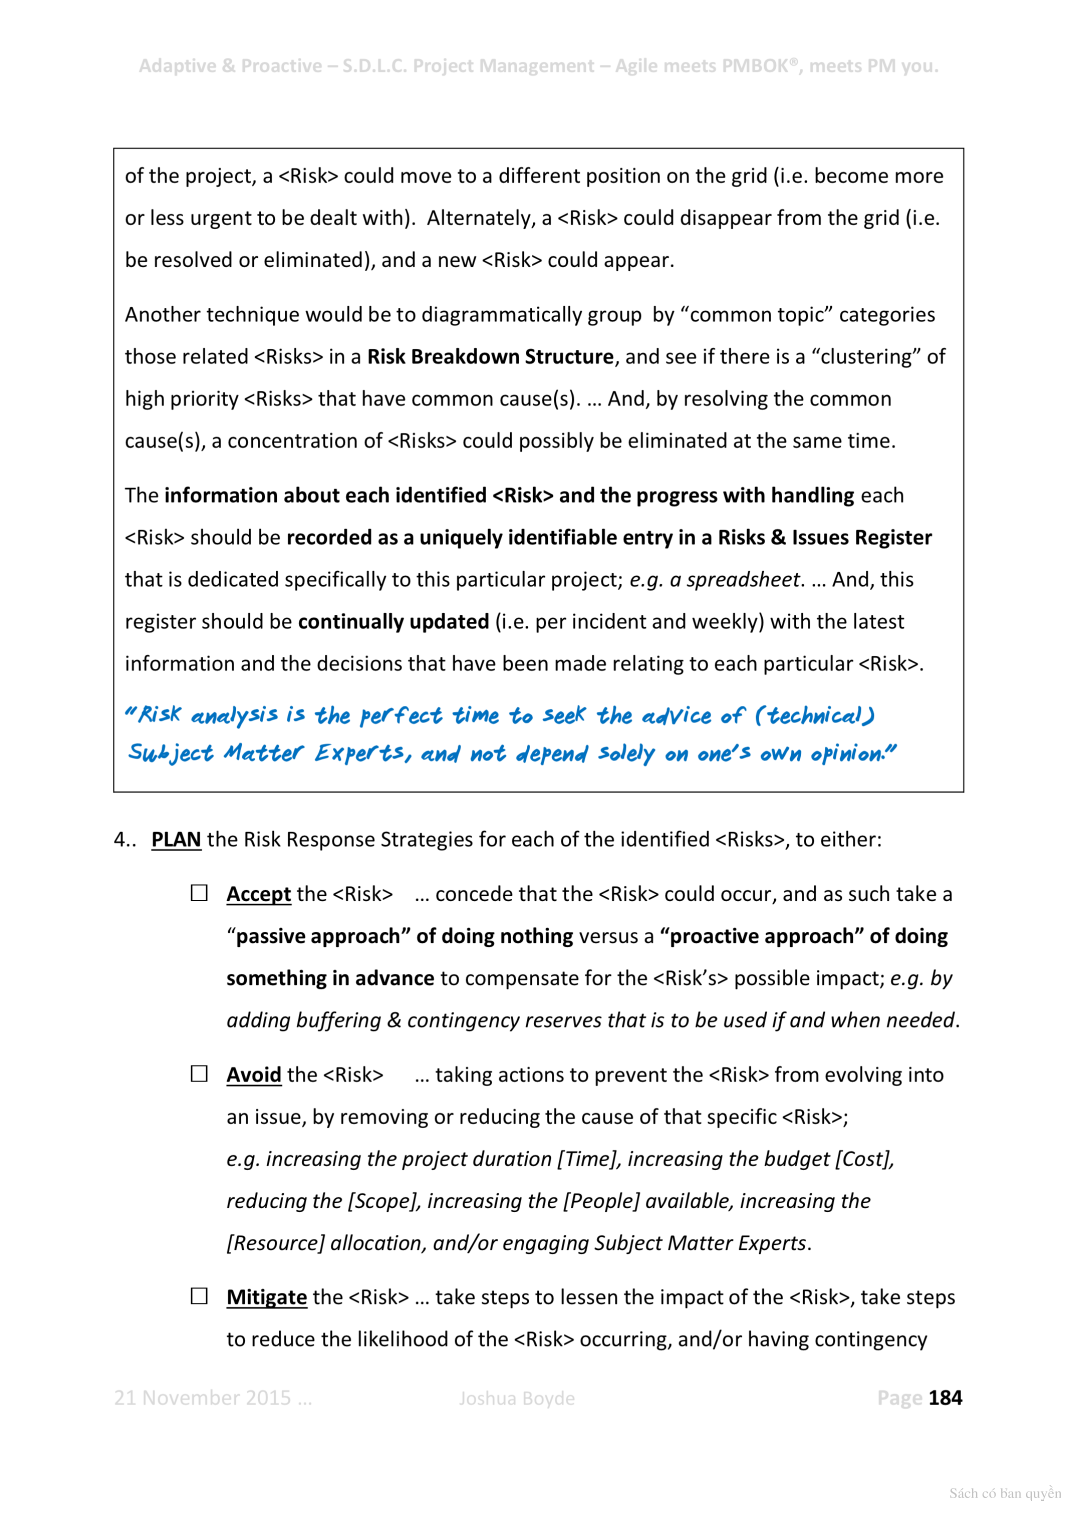 Adaptive & Proactive – S.D.L.C. Project Management – Agile meets PMBOK®, meets PM you.
of the project, a <Risk> could move to a different position on the grid (i.e. become more
or less urgent to be dealt with).  Alternately, a <Risk> could disappear from the grid (i.e.
be resolved or eliminated), and a new <Risk> could appear.
Another technique would be to diagrammatically group  by “common topic” categories
those related <Risks> in a Risk Breakdown Structure, and see if there is a “clustering” of
high priority <Risks> that have common cause(s). … And, by resolving the common
cause(s), a concentration of <Risks> could possibly be eliminated at the same time.
The information about each identified <Risk> and the progress with handling each
<Risk> should be recorded as a uniquely identifiable entry in a Risks & Issues Register
that is dedicated specifically to this particular project; e.g. a spreadsheet. … And, this
register should be continually updated (i.e. per incident and weekly) with the latest
information and the decisions that have been made relating to each particular <Risk>.
“Risk analysis is the perfect time to seek the advice of (technical)
Subject Matter Experts, and not depend solely on one’s own opinion.”
4.. PLAN the Risk Response Strategies for each of the identified <Risks>, to either:
☐ Accept the <Risk> … concede that the <Risk> could occur, and as such take a
“passive approach” of doing nothing versus a “proactive approach” of doing
something in advance to compensate for the <Risk’s> possible impact; e.g. by
adding buffering & contingency reserves that is to be used if and when needed.
☐ Avoid the <Risk> … taking actions to prevent the <Risk> from evolving into
an issue, by removing or reducing the cause of that specific <Risk>;
e.g. increasing the project duration [Time], increasing the budget [Cost],
reducing the [Scope], increasing the [People] available, increasing the
[Resource] allocation, and/or engaging Subject Matter Experts.
☐ Mitigate the <Risk> … take steps to lessen the impact of the <Risk>, take steps
to reduce the likelihood of the <Risk> occurring, and/or having contingency
21 November 2015 … Joshua Boyde Page 184
Sách có bản quyền